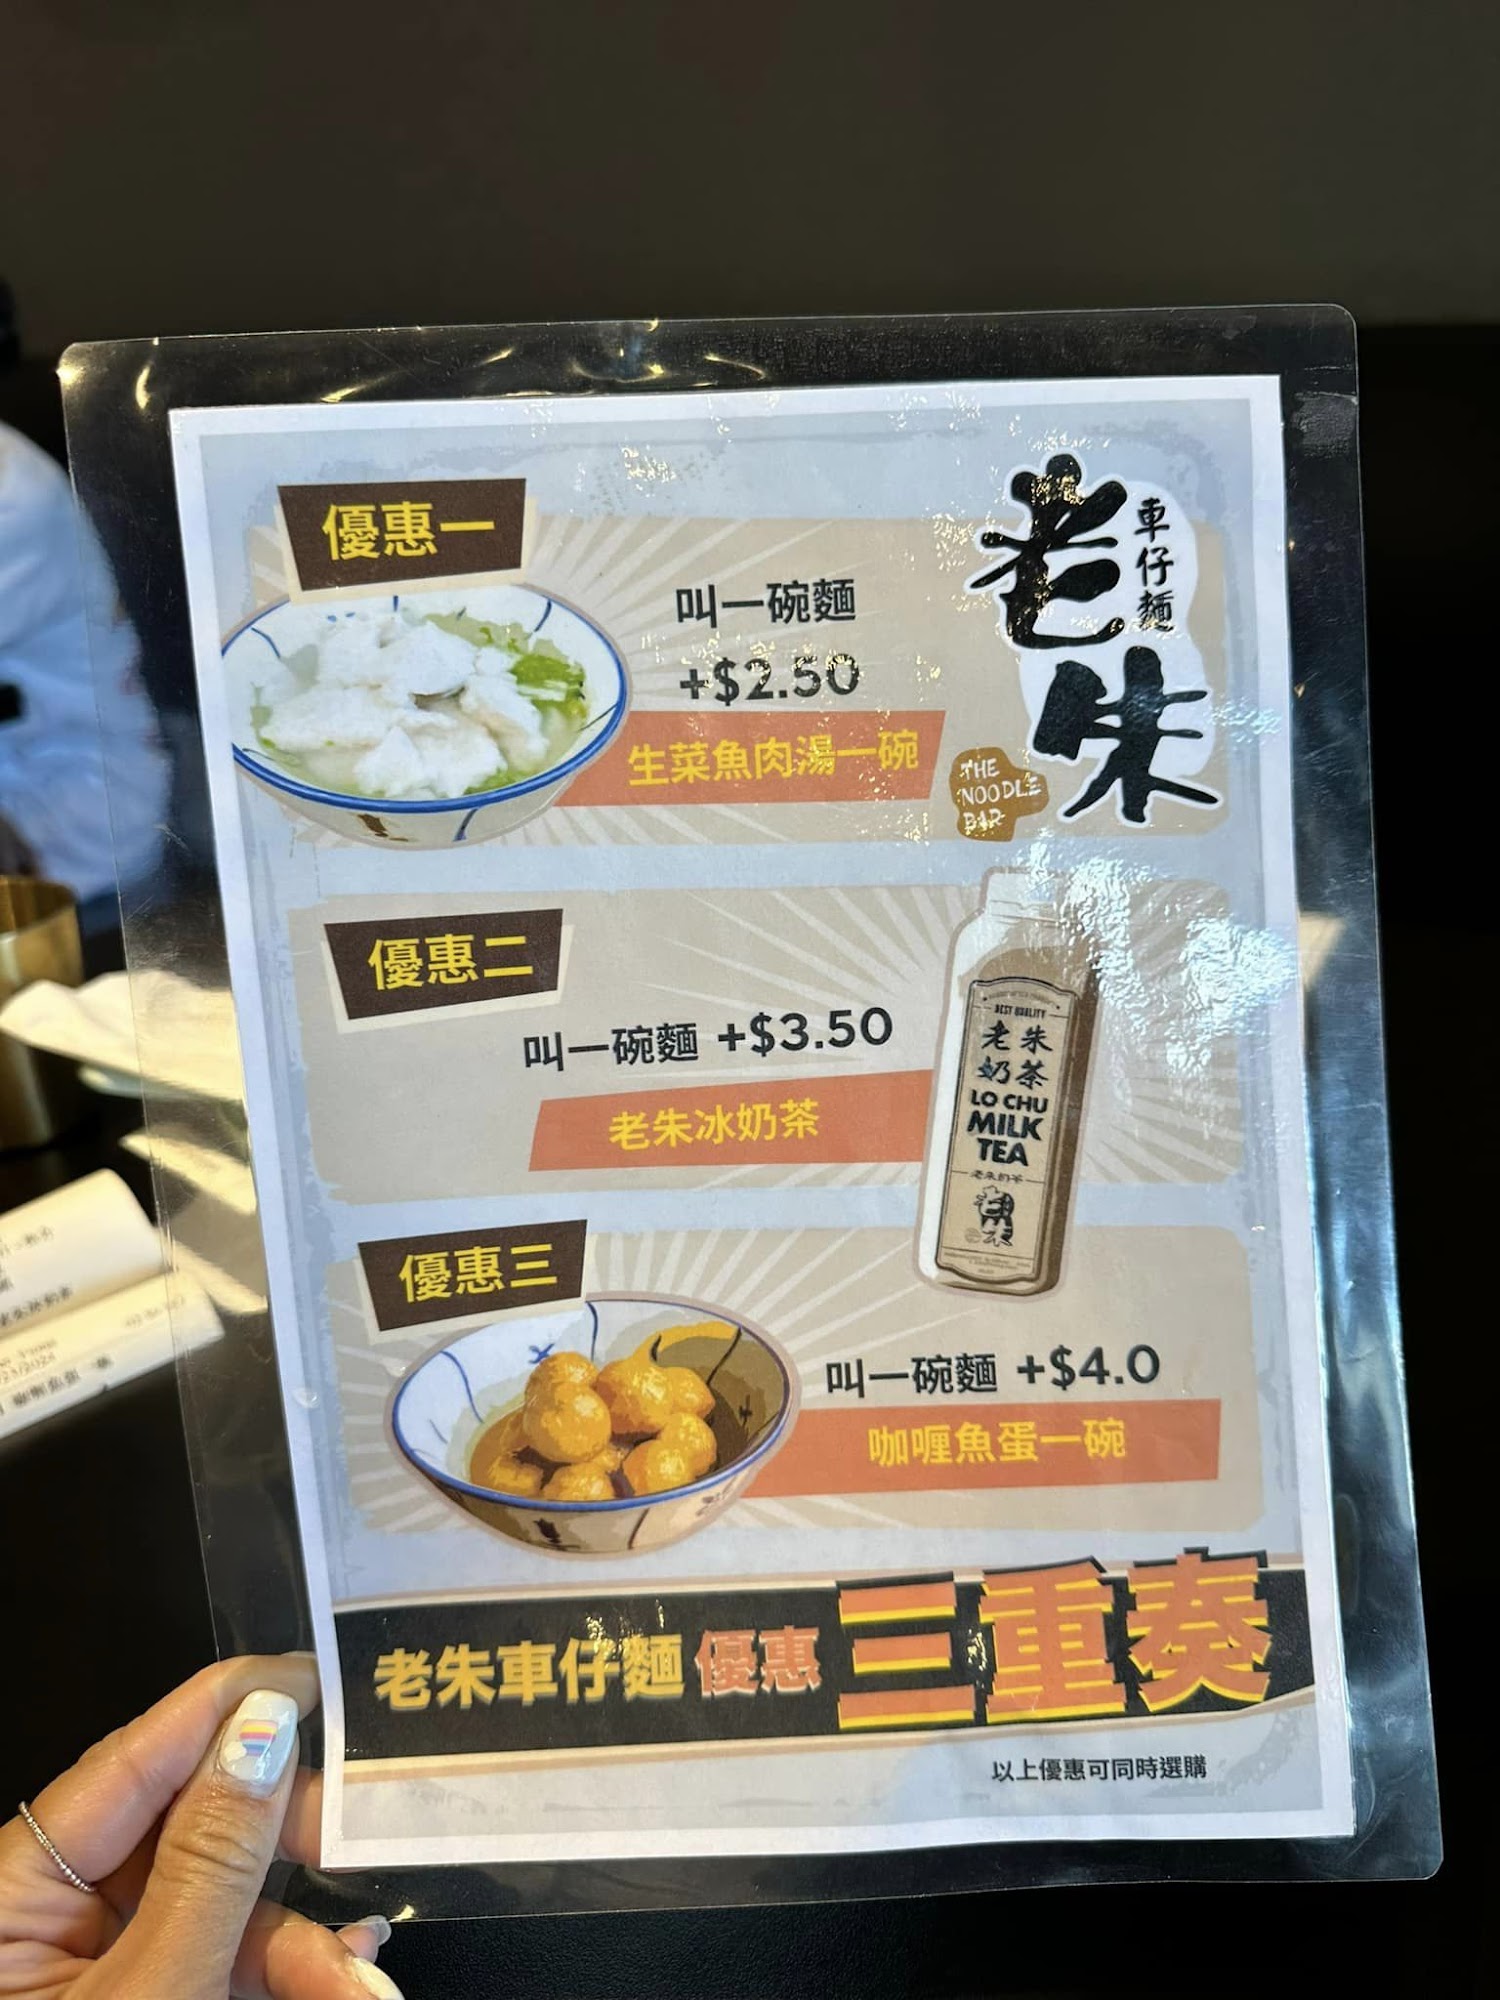 優惠一
叫一碗麵
+$2.50
生菜魚肉湯一碗
老朱
車仔麵
THE
NOODLE
BAR
優惠二
叫一碗麵 +$3.50
老朱冰奶茶
BEST QUALITY
老朱
奶茶
LO CHU
MILK
TEA
老朱奶茶
優惠三
叫一碗麵 +$4.0
咖喱魚蛋一碗
老朱車仔麵 優惠 三重奏
以上優惠可同時選購